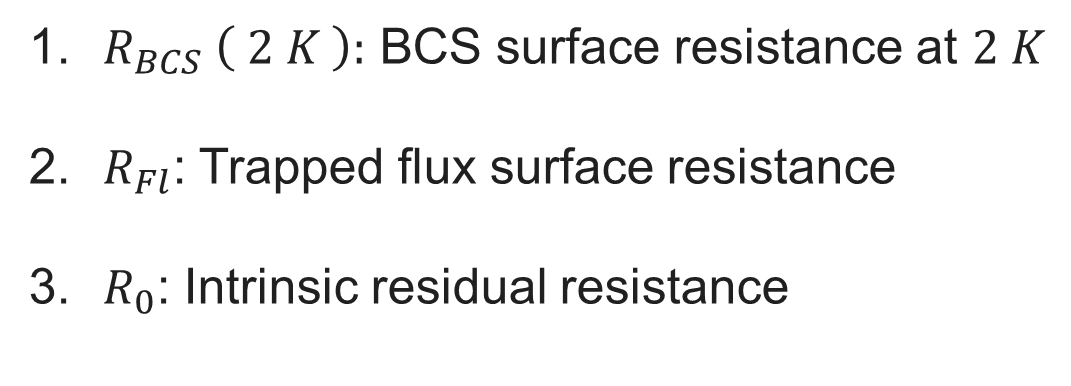 1. R_BCS ( 2 K ): BCS surface resistance at 2 K
2. R_Fl: Trapped flux surface resistance
3. R_0: Intrinsic residual resistance